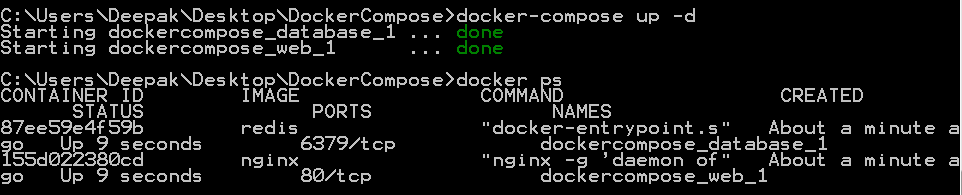 C:\Users\Deepak\Desktop\DockerCompose>docker-compose up -d
Starting dockercompose_database_1 ... done
Starting dockercompose_web_1      ... done
C:\Users\Deepak\Desktop\DockerCompose>docker ps
CONTAINER ID        IMAGE               COMMAND                  CREATED
      STATUS              PORTS               NAMES
87ee59e4f59b        redis               "docker-entrypoint.s"   About a minute a
go   Up 9 seconds        6379/tcp            dockercompose_database_1
155d022380cd        nginx               "nginx -g 'daemon of"   About a minute a
go   Up 9 seconds        80/tcp              dockercompose_web_1